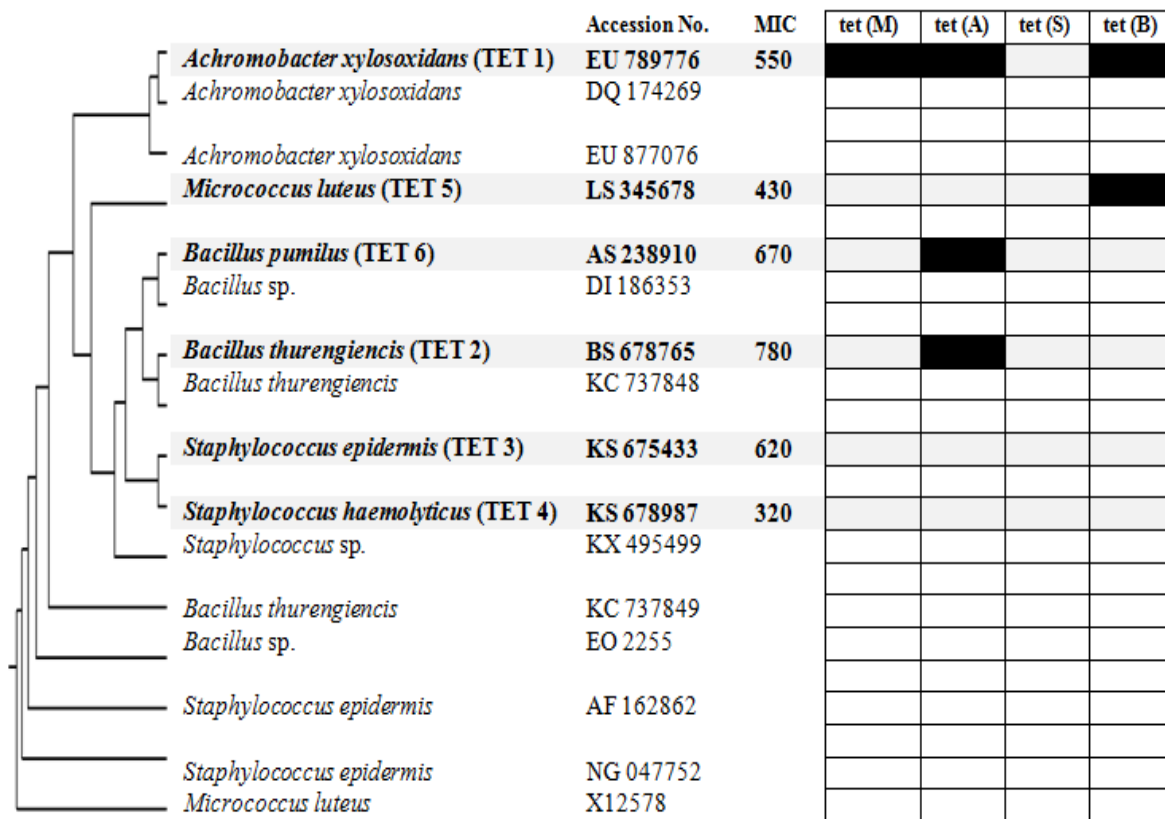 Accession No. MIC tet (M) tet (A) tet (S) tet (B)
Achromobacter xylosoxidans (TET 1) EU 789776 550
Achromobacter xylosoxidans DQ 174269
Achromobacter xylosoxidans EU 877076
Micrococcus luteus (TET 5) LS 345678 430
Bacillus pumilus (TET 6) AS 238910 670
Bacillus sp. DI 186353
Bacillus thurengiencis (TET 2) BS 678765 780
Bacillus thurengiencis KC 737848
Staphylococcus epidermis (TET 3) KS 675433 620
Staphylococcus haemolyticus (TET 4) KS 678987 320
Staphylococcus sp. KX 495499
Bacillus thurengiencis KC 737849
Bacillus sp. EO 2255
Staphylococcus epidermis AF 162862
Staphylococcus epidermis NG 047752
Micrococcus luteus X12578